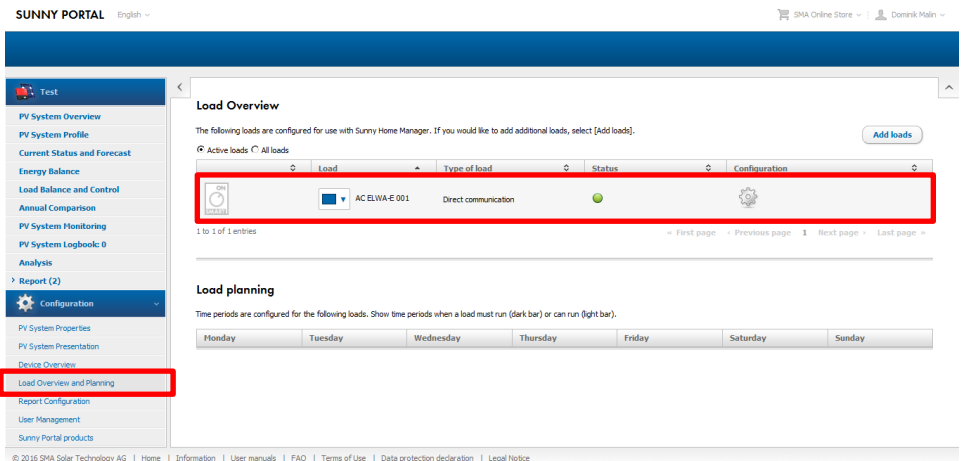 SUNNY PORTAL English
SMA Online Store | Dominik Malin
Test
PV System Overview
PV System Profile
Current Status and Forecast
Energy Balance
Load Balance and Control
Annual Comparison
PV System Monitoring
PV System Logbook: 0
Analysis
Report (2)
Configuration
PV System Properties
PV System Presentation
Device Overview
Load Overview and Planning
Report Configuration
User Management
Sunny Portal products
Load Overview
The following loads are configured for use with Sunny Home Manager. If you would like to add additional loads, select [Add loads].
Add loads
Active loads All loads
Load Type of load Status Configuration
ON
AC ELWA-E 001 Direct communication
1 to 1 of 1 entries
« First page ‹ Previous page 1 Next page › Last page »
Load planning
Time periods are configured for the following loads. Show time periods when a load must run (dark bar) or can run (light bar).
Monday Tuesday Wednesday Thursday Friday Saturday Sunday
© 2016 SMA Solar Technology AG | Home | Information | User manuals | FAQ | Terms of Use | Data protection declaration | Legal Notice